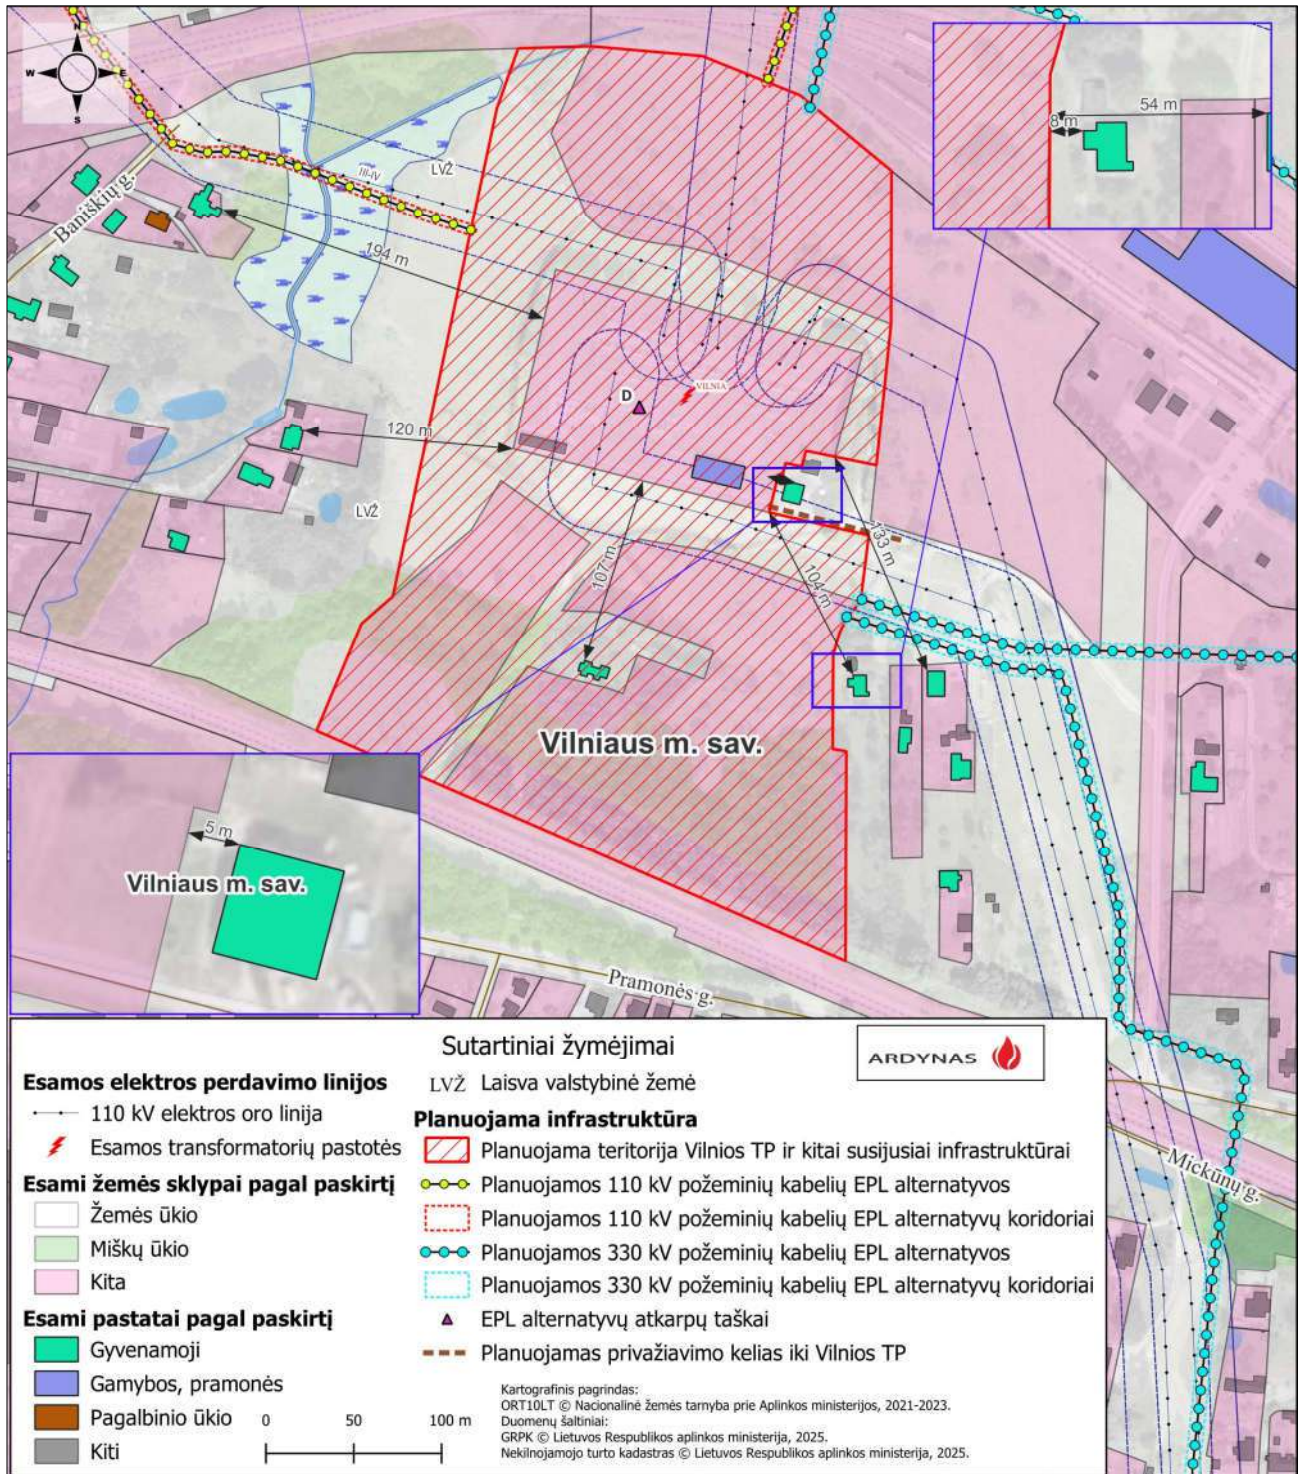 N
W
E
S
54 m
8 m
III-IV
LVŽ
Baniškių g.
194 m
VILNIA
D
120 m
LVŽ
107 m
133 m
104 m
Vilniaus m. sav.
5 m
Vilniaus m. sav.
Pramonės g.
Mickūnų g.
Sutartiniai žymėjimai
ARDYNAS
Esamos elektros perdavimo linijos
110 kV elektros oro linija
Esamos transformatorių pastotės
Esami žemės sklypai pagal paskirtį
Žemės ūkio
Miškų ūkio
Kita
Esami pastatai pagal paskirtį
Gyvenamoji
Gamybos, pramonės
Pagalbinio ūkio
Kiti
LVŽ Laisva valstybinė žemė
Planuojama infrastruktūra
Planuojama teritorija Vilnios TP ir kitai susijusiai infrastruktūrai
Planuojamos 110 kV požeminių kabelių EPL alternatyvos
Planuojamos 110 kV požeminių kabelių EPL alternatyvų koridoriai
Planuojamos 330 kV požeminių kabelių EPL alternatyvos
Planuojamos 330 kV požeminių kabelių EPL alternatyvų koridoriai
EPL alternatyvų atkarpų taškai
Planuojamas privažiavimo kelias iki Vilnios TP
0 50 100 m
Kartografinis pagrindas:
ORT10LT © Nacionalinė žemės tarnyba prie Aplinkos ministerijos, 2021-2023.
Duomenų šaltiniai:
GRPK © Lietuvos Respublikos aplinkos ministerija, 2025.
Nekilnojamojo turto kadastras © Lietuvos Respublikos aplinkos ministerija, 2025.